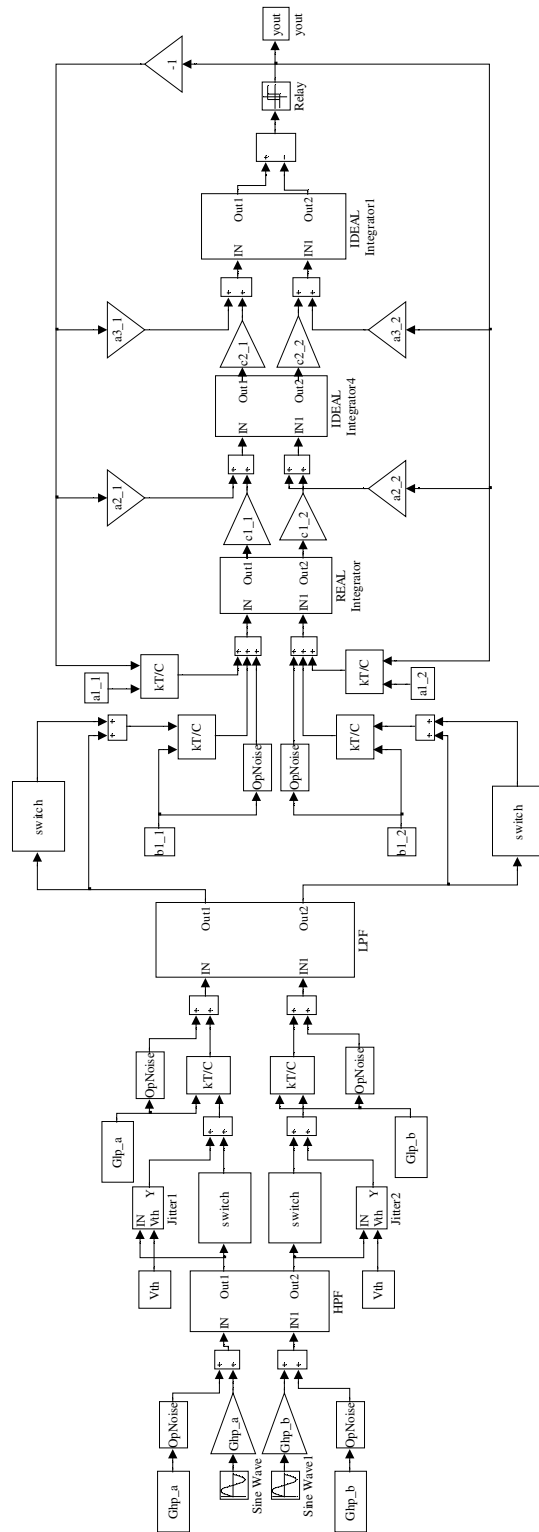 Ghp_a
OpNoise
Ghp_a
Sine Wave
Ghp_b
Sine Wave1
Ghp_b
OpNoise
+
+
+
+
IN
Out1
IN1
Out2
HPF
Vth
IN
Vth
Y
Jitter1
switch
switch
Vth
IN
Vth
Y
Jitter2
+
+
+
+
Glp_a
OpNoise
kT/C
kT/C
OpNoise
Glp_b
+
+
+
+
IN
Out1
IN1
Out2
LPF
switch
switch
b1_1
b1_2
+
+
kT/C
OpNoise
OpNoise
kT/C
+
+
a1_1
kT/C
kT/C
a1_2
+
+
+
+
+
+
IN
Out1
IN1
Out2
REAL
Integrator
c1_1
c1_2
a2_1
a2_2
+
+
+
+
IN
Out1
IN1
Out2
IDEAL
Integrator4
c2_1
c2_2
a3_1
a3_2
+
+
+
+
IN
Out1
IN1
Out2
IDEAL
Integrator1
+
-
Relay
-1
yout
yout